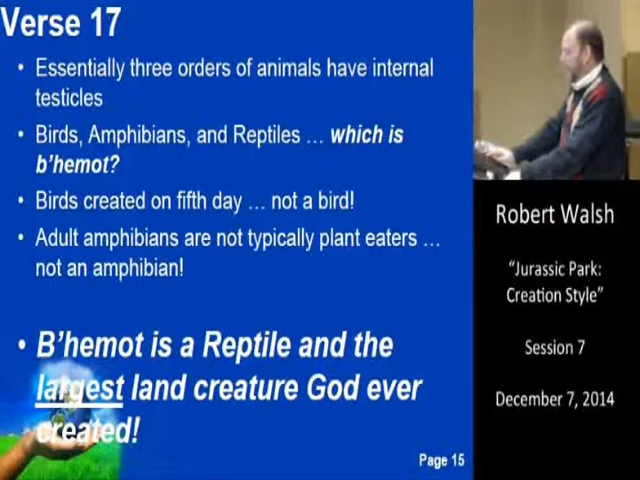 Verse 17
• Essentially three orders of animals have internal
testicles
• Birds, Amphibians, and Reptiles … which is
b'hemot?
• Birds created on fifth day … not a bird!
• Adult amphibians are not typically plant eaters …
not an amphibian!
• B'hemot is a Reptile and the
largest land creature God ever
created!
Page 15
Robert Walsh
“Jurassic Park:
Creation Style”
Session 7
December 7, 2014